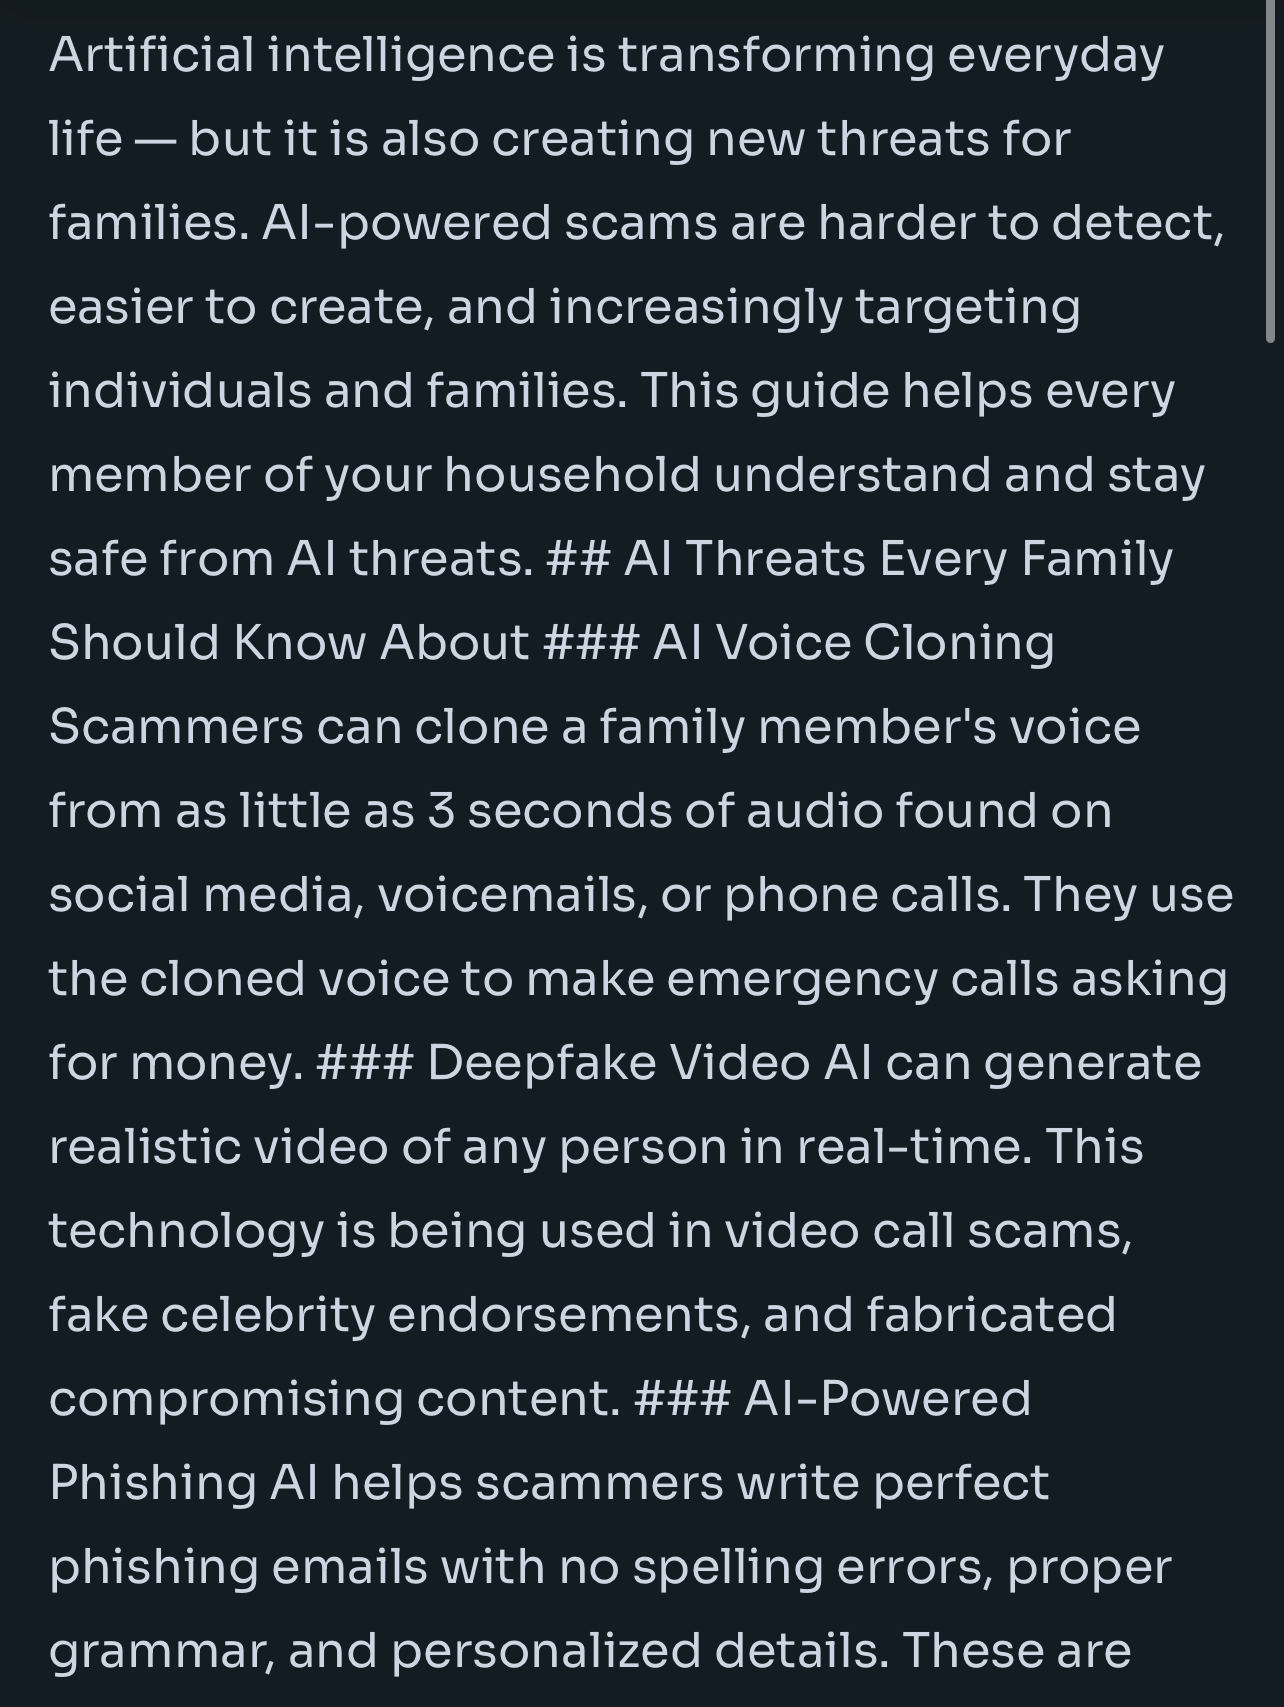 Artificial intelligence is transforming everyday
life — but it is also creating new threats for
families. AI-powered scams are harder to detect,
easier to create, and increasingly targeting
individuals and families. This guide helps every
member of your household understand and stay
safe from AI threats. ## AI Threats Every Family
Should Know About ### AI Voice Cloning
Scammers can clone a family member's voice
from as little as 3 seconds of audio found on
social media, voicemails, or phone calls. They use
the cloned voice to make emergency calls asking
for money. ### Deepfake Video AI can generate
realistic video of any person in real-time. This
technology is being used in video call scams,
fake celebrity endorsements, and fabricated
compromising content. ### AI-Powered
Phishing AI helps scammers write perfect
phishing emails with no spelling errors, proper
grammar, and personalized details. These are